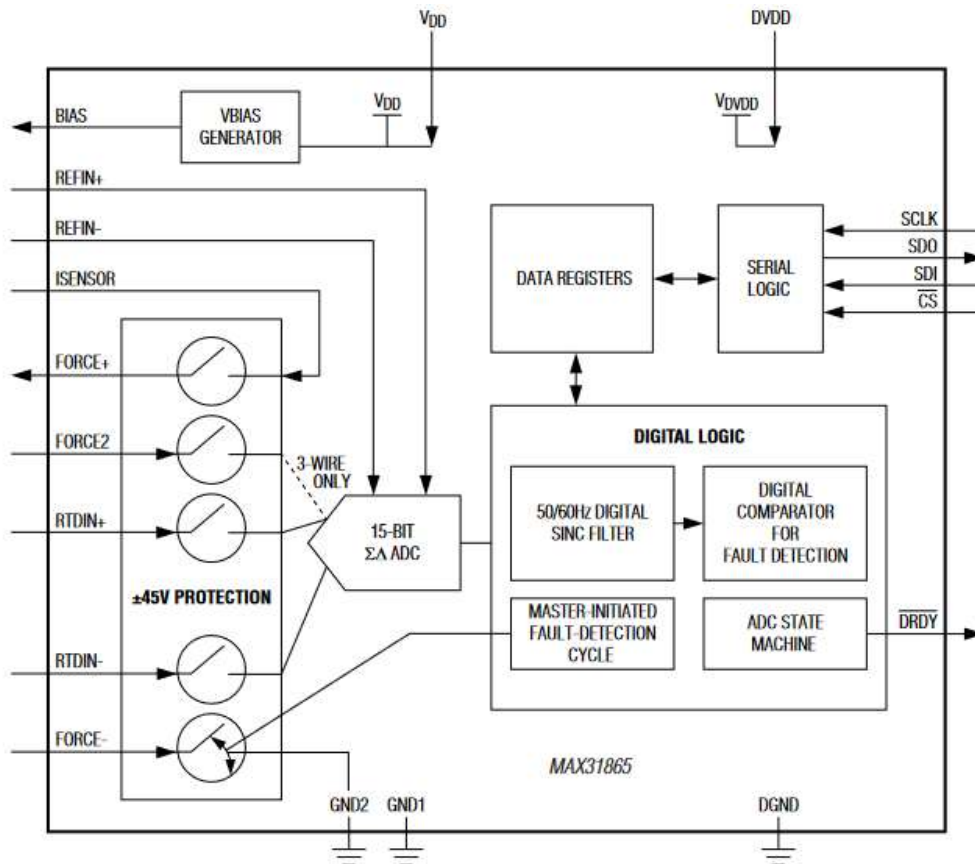 VDD
DVDD
BIAS
VBIAS
GENERATOR
VDD
VDVDD
REFIN+
REFIN-
ISENSOR
DATA REGISTERS
SERIAL
LOGIC
SCLK
SDO
SDI
CS
FORCE+
FORCE2
3-WIRE
ONLY
RTDIN+
15-BIT
ΣΔ ADC
±45V PROTECTION
RTDIN-
FORCE-
DIGITAL LOGIC
50/60Hz DIGITAL
SINC FILTER
DIGITAL
COMPARATOR
FOR
FAULT DETECTION
MASTER-INITIATED
FAULT-DETECTION
CYCLE
ADC STATE
MACHINE
DRDY
MAX31865
GND2
GND1
DGND